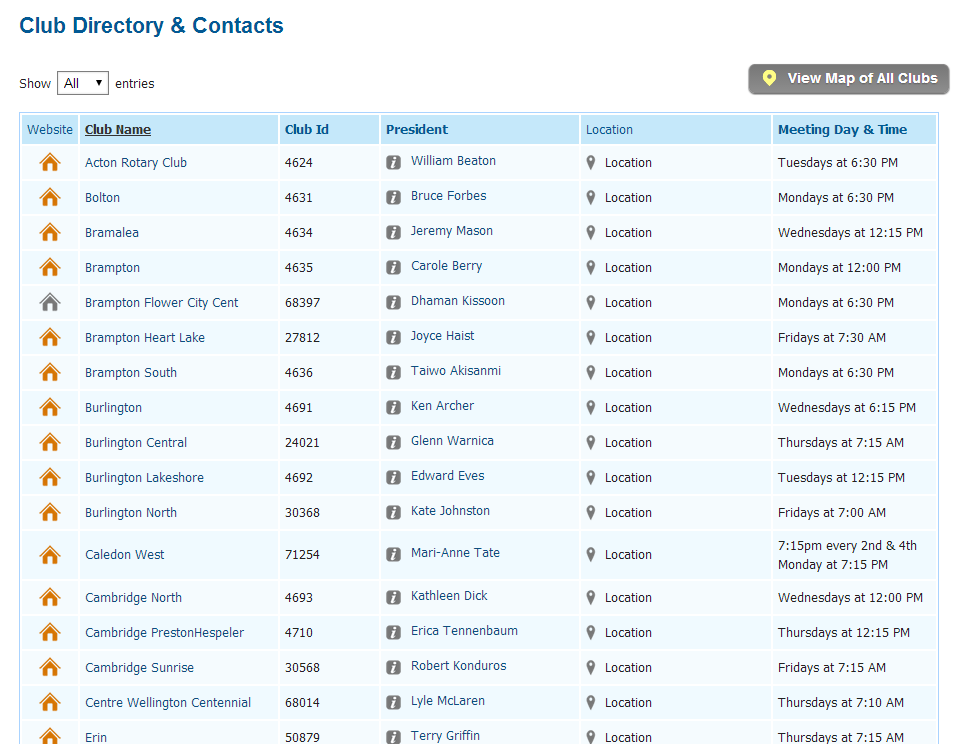 Club Directory & Contacts
Show All entries
View Map of All Clubs
Website Club Name Club Id President Location Meeting Day & Time
Acton Rotary Club 4624 William Beaton Location Tuesdays at 6:30 PM
Bolton 4631 Bruce Forbes Location Mondays at 6:30 PM
Bramalea 4634 Jeremy Mason Location Wednesdays at 12:15 PM
Brampton 4635 Carole Berry Location Mondays at 12:00 PM
Brampton Flower City Cent 68397 Dhaman Kissoon Location Mondays at 6:30 PM
Brampton Heart Lake 27812 Joyce Haist Location Fridays at 7:30 AM
Brampton South 4636 Taiwo Akisanmi Location Mondays at 6:30 PM
Burlington 4691 Ken Archer Location Wednesdays at 6:15 PM
Burlington Central 24021 Glenn Warnica Location Thursdays at 7:15 AM
Burlington Lakeshore 4692 Edward Eves Location Tuesdays at 12:15 PM
Burlington North 30368 Kate Johnston Location Fridays at 7:00 AM
Caledon West 71254 Mari-Anne Tate Location 7:15pm every 2nd & 4th
Monday at 7:15 PM
Cambridge North 4693 Kathleen Dick Location Wednesdays at 12:00 PM
Cambridge PrestonHespeler 4710 Erica Tennenbaum Location Thursdays at 12:15 PM
Cambridge Sunrise 30568 Robert Konduros Location Fridays at 7:15 AM
Centre Wellington Centennial 68014 Lyle McLaren Location Thursdays at 7:10 AM
Erin 50879 Terry Griffin Location Thursdays at 7:15 AM